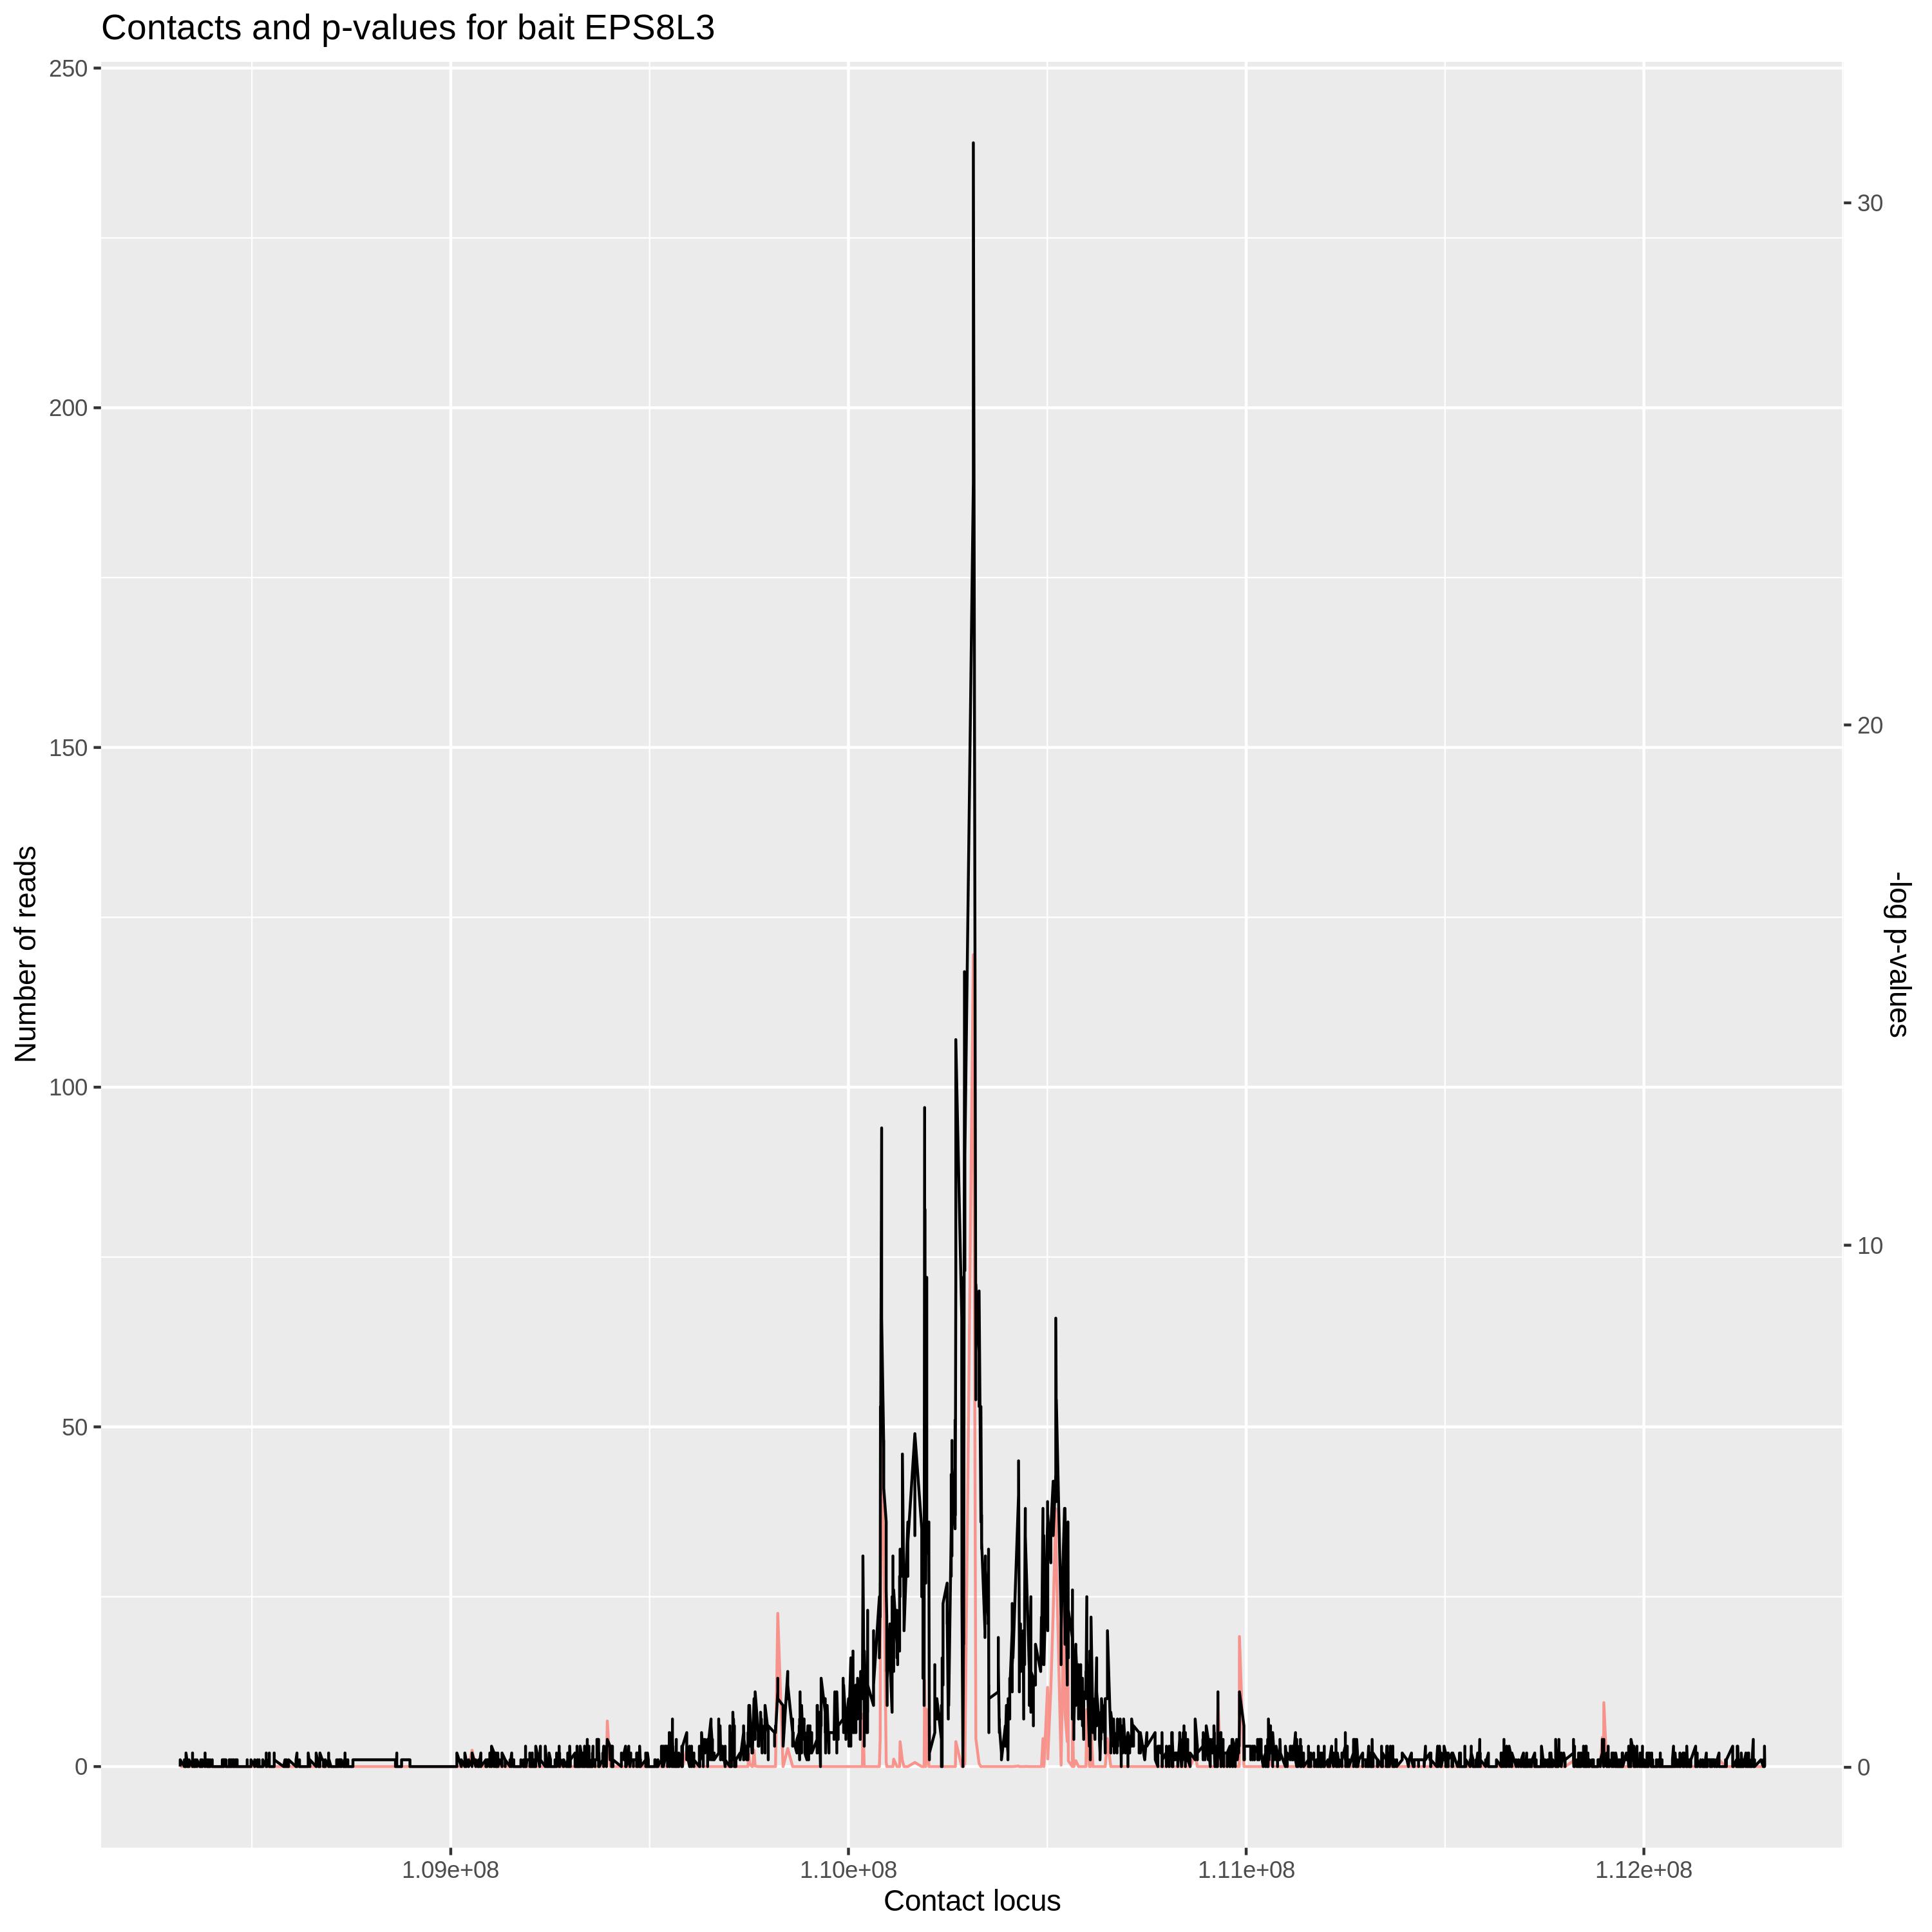 Contacts and p-values for bait EPS8L3
250
200
150
100
50
0
Number of reads
30
20
10
0
-log p-values
1.09e+08
1.10e+08
1.11e+08
1.12e+08
Contact locus